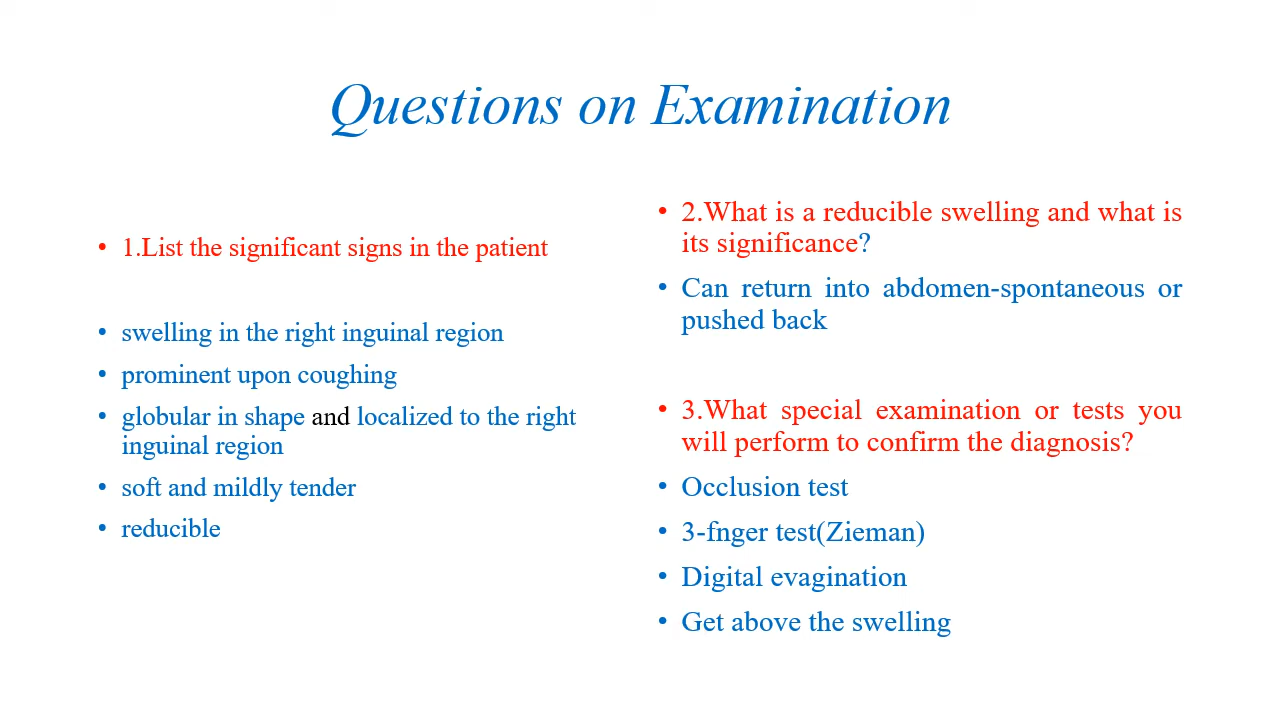 Questions on Examination
• 1.List the significant signs in the patient
• swelling in the right inguinal region
• prominent upon coughing
• globular in shape and localized to the right
inguinal region
• soft and mildly tender
• reducible
• 2.What is a reducible swelling and what is
its significance?
• Can return into abdomen-spontaneous or
pushed back
• 3.What special examination or tests you
will perform to confirm the diagnosis?
• Occlusion test
• 3-fnger test(Zieman)
• Digital evagination
• Get above the swelling